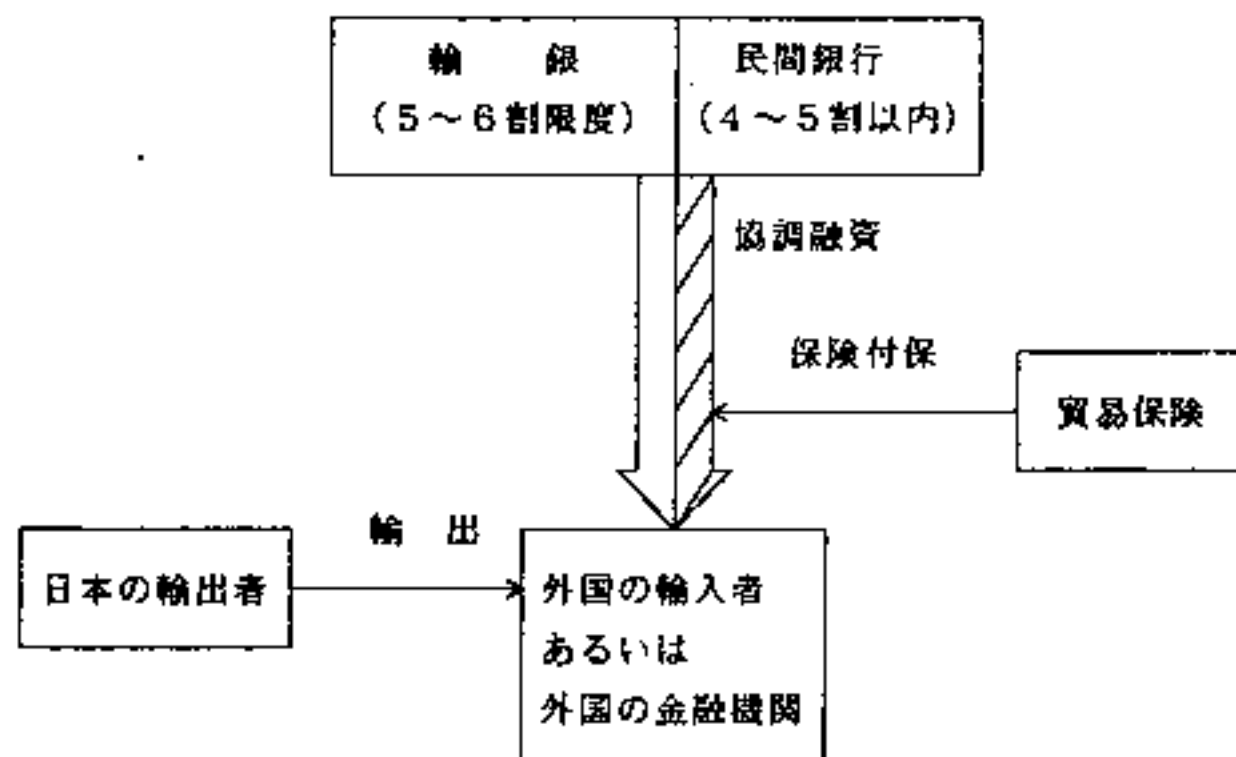 輸銀
(5～6割限度)
民間銀行
(4～5割以内)
協調融資
保険付保
貿易保険
輸出
日本の輸出者
外国の輸入者
あるいは
外国の金融機関